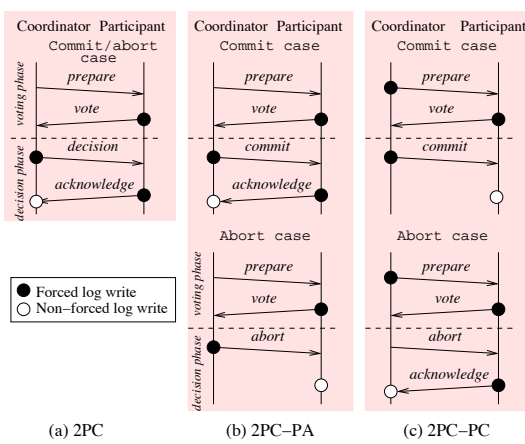 Coordinator Participant
Commit/abort
case
voting phase
prepare
vote
decision phase
decision
acknowledge
Forced log write
Non-forced log write
(a) 2PC
Coordinator Participant
Commit case
prepare
vote
commit
acknowledge
Abort case
voting phase
prepare
vote
decision phase
abort
(b) 2PC-PA
Coordinator Participant
Commit case
prepare
vote
commit
Abort case
prepare
vote
abort
acknowledge
(c) 2PC-PC